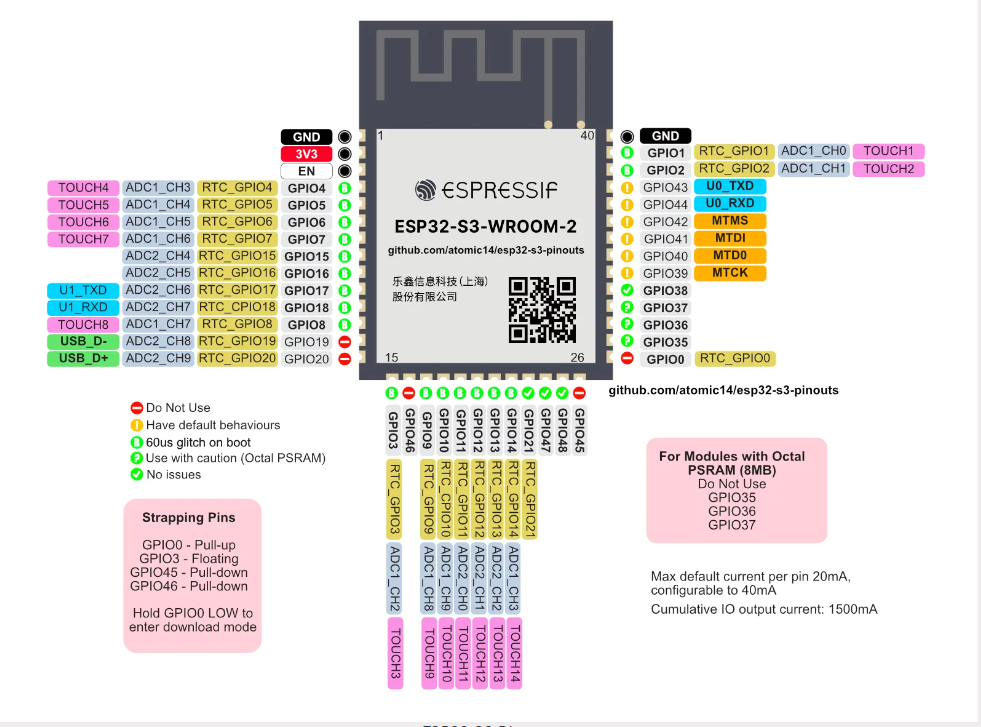 GND
3V3
EN
TOUCH4 ADC1_CH3 RTC_GPIO4 GPIO4
TOUCH5 ADC1_CH4 RTC_GPIO5 GPIO5
TOUCH6 ADC1_CH5 RTC_GPIO6 GPIO6
TOUCH7 ADC1_CH6 RTC_GPIO7 GPIO7
ADC2_CH4 RTC_GPIO15 GPIO15
ADC2_CH5 RTC_GPIO16 GPIO16
U1_TXD ADC2_CH6 RTC_GPIO17 GPIO17
U1_RXD ADC2_CH7 RTC_CPIO18 GPIO18
TOUCH8 ADC1_CH7 RTC_GPIO8 GPIO8
USB_D- ADC2_CH8 RTC_GPIO19 GPIO19
USB_D+ ADC2_CH9 RTC_GPIO20 GPIO20
1 40
ESPRESSIF
ESP32-S3-WROOM-2
github.com/atomic14/esp32-s3-pinouts
乐鑫信息科技(上海)
股份有限公司
15 26
GND
GPIO1 RTC_GPIO1 ADC1_CH0 TOUCH1
GPIO2 RTC_GPIO2 ADC1_CH1 TOUCH2
GPIO43 U0_TXD
GPIO44 U0_RXD
GPIO42 MTMS
GPIO41 MTDI
GPIO40 MTD0
GPIO39 MTCK
GPIO38
GPIO37
GPIO36
GPIO35
GPIO0 RTC_GPIO0
github.com/atomic14/esp32-s3-pinouts
GPIO3 RTC_GPIO3 ADC1_CH2 TOUCH3
GPIO46
GPIO9 RTC_GPIO9 ADC1_CH8 TOUCH9
GPIO10 RTC_CPIO10 ADC1_CH9 TOUCH10
GPIO11 RTC_GPIO11 ADC2_CH0 TOUCH11
GPIO12 RTC_GPIO12 ADC2_CH1 TOUCH12
GPIO13 RTC_GPIO13 ADC2_CH2 TOUCH13
GPIO14 RTC_GPIO14 ADC1_CH3 TOUCH14
GPIO21 RTC_GPIO21
GPIO47
GPIO48
GPIO45
Do Not Use
Have default behaviours
60us glitch on boot
Use with caution (Octal PSRAM)
No issues
Strapping Pins
GPIO0 - Pull-up
GPIO3 - Floating
GPIO45 - Pull-down
GPIO46 - Pull-down
Hold GPIO0 LOW to
enter download mode
For Modules with Octal
PSRAM (8MB)
Do Not Use
GPIO35
GPIO36
GPIO37
Max default current per pin 20mA,
configurable to 40mA
Cumulative IO output current: 1500mA